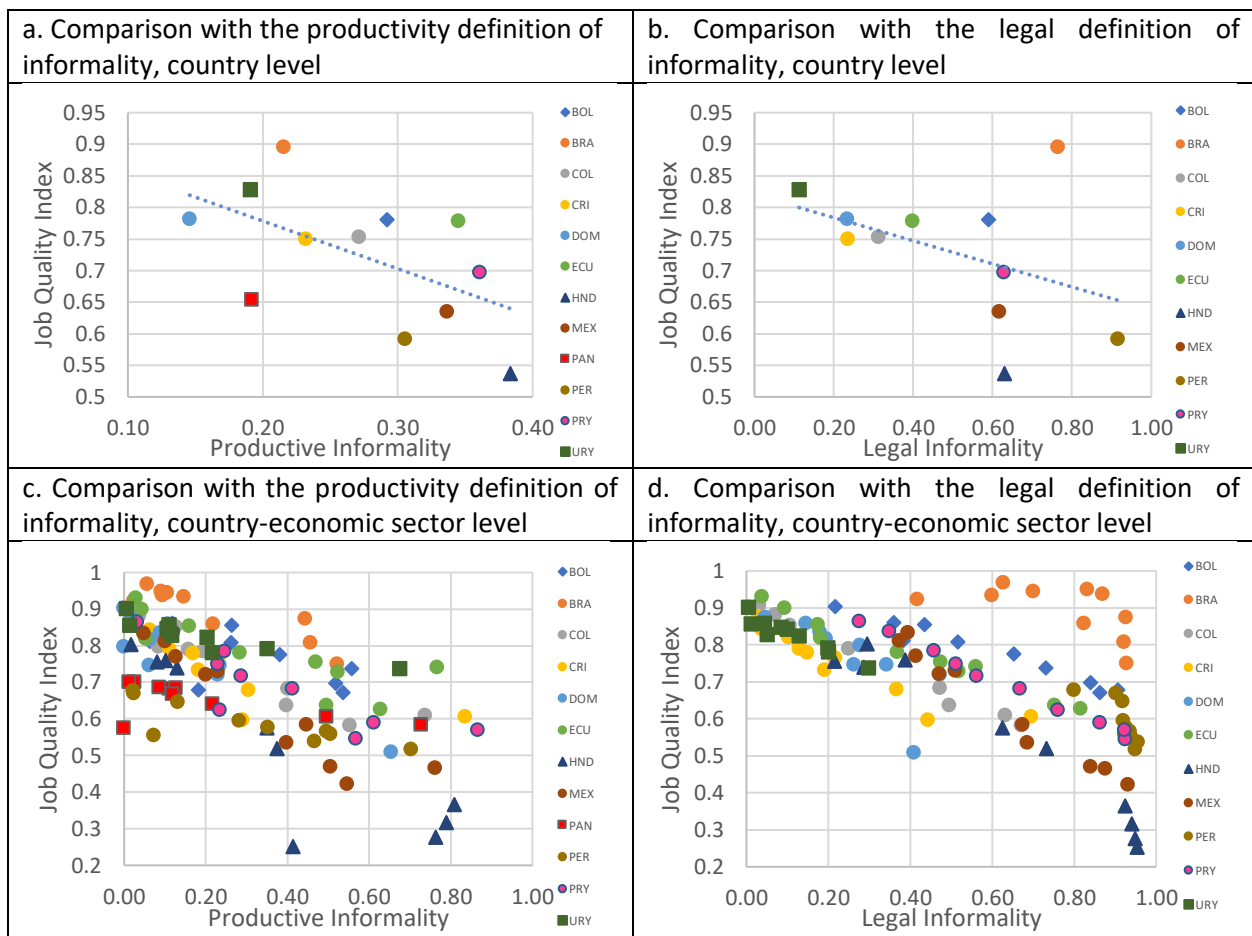 a. Comparison with the productivity definition of
informality, country level
b. Comparison with the legal definition of
informality, country level
Job Quality Index
0.95
0.9
0.85
0.8
0.75
0.7
0.65
0.6
0.55
0.5
0.10 0.20 0.30 0.40
Productive Informality
BOL
BRA
COL
CRI
DOM
ECU
HND
MEX
PAN
PER
PRY
URY
Job Quality Index
0.95
0.9
0.85
0.8
0.75
0.7
0.65
0.6
0.55
0.5
0.00 0.20 0.40 0.60 0.80 1.00
Legal Informality
BOL
BRA
COL
CRI
DOM
ECU
HND
MEX
PER
PRY
URY
c. Comparison with the productivity definition of
informality, country-economic sector level
d. Comparison with the legal definition of
informality, country-economic sector level
Job Quality Index
1
0.9
0.8
0.7
0.6
0.5
0.4
0.3
0.2
0.00 0.20 0.40 0.60 0.80 1.00
Productive Informality
BOL
BRA
COL
CRI
DOM
ECU
HND
MEX
PAN
PER
PRY
URY
Job Quality Index
1
0.9
0.8
0.7
0.6
0.5
0.4
0.3
0.2
0.00 0.20 0.40 0.60 0.80 1.00
Legal Informality
BOL
BRA
COL
CRI
DOM
ECU
HND
MEX
PER
PRY
URY